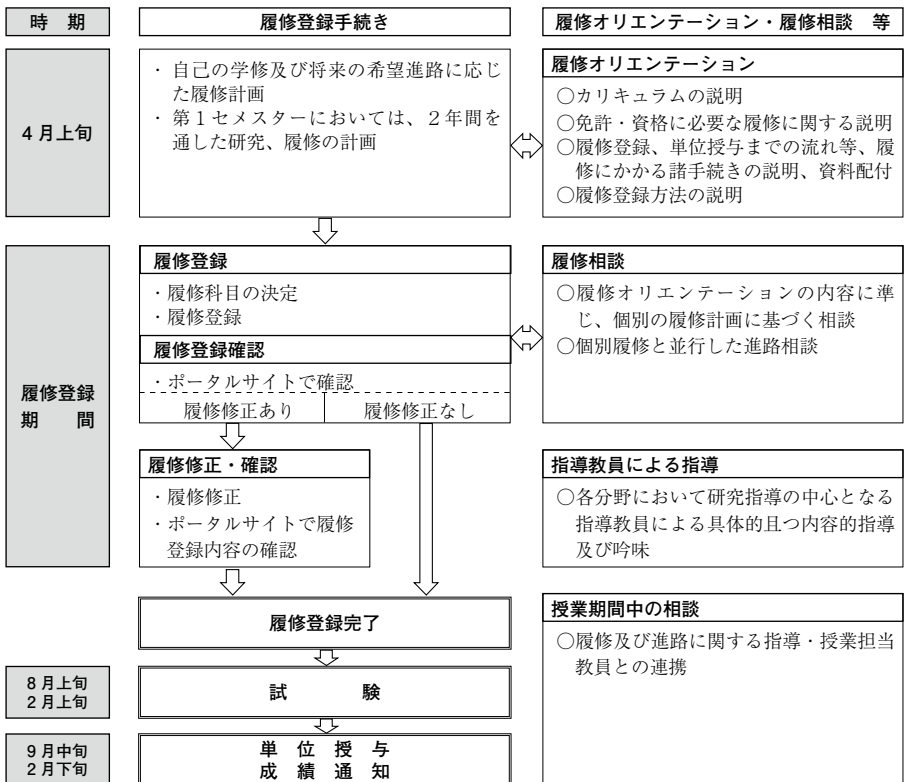 時　期
履修登録手続き
履修オリエンテーション・履修相談　等
4月上旬
・自己の学修及び将来の希望進路に応じ
た履修計画
・第1セメスターにおいては、2年間を
通した研究、履修の計画
履修オリエンテーション
○カリキュラムの説明
○免許・資格に必要な履修に関する説明
○履修登録、単位授与までの流れ等、履
修にかかる諸手続きの説明、資料配付
○履修登録方法の説明
履修登録
期　　間
履修登録
・履修科目の決定
・履修登録
履修登録確認
・ポータルサイトで確認
履修修正あり
履修修正なし
履修相談
○履修オリエンテーションの内容に準
じ、個別の履修計画に基づく相談
○個別履修と並行した進路相談
履修修正・確認
・履修修正
・ポータルサイトで履修
登録内容の確認
指導教員による指導
○各分野において研究指導の中心となる
指導教員による具体的且つ内容的指導
及び吟味
履修登録完了
授業期間中の相談
○履修及び進路に関する指導・授業担当
教員との連携
8月上旬
2月上旬
試　　　験
9月中旬
2月下旬
単　位　授　与
成　績　通　知